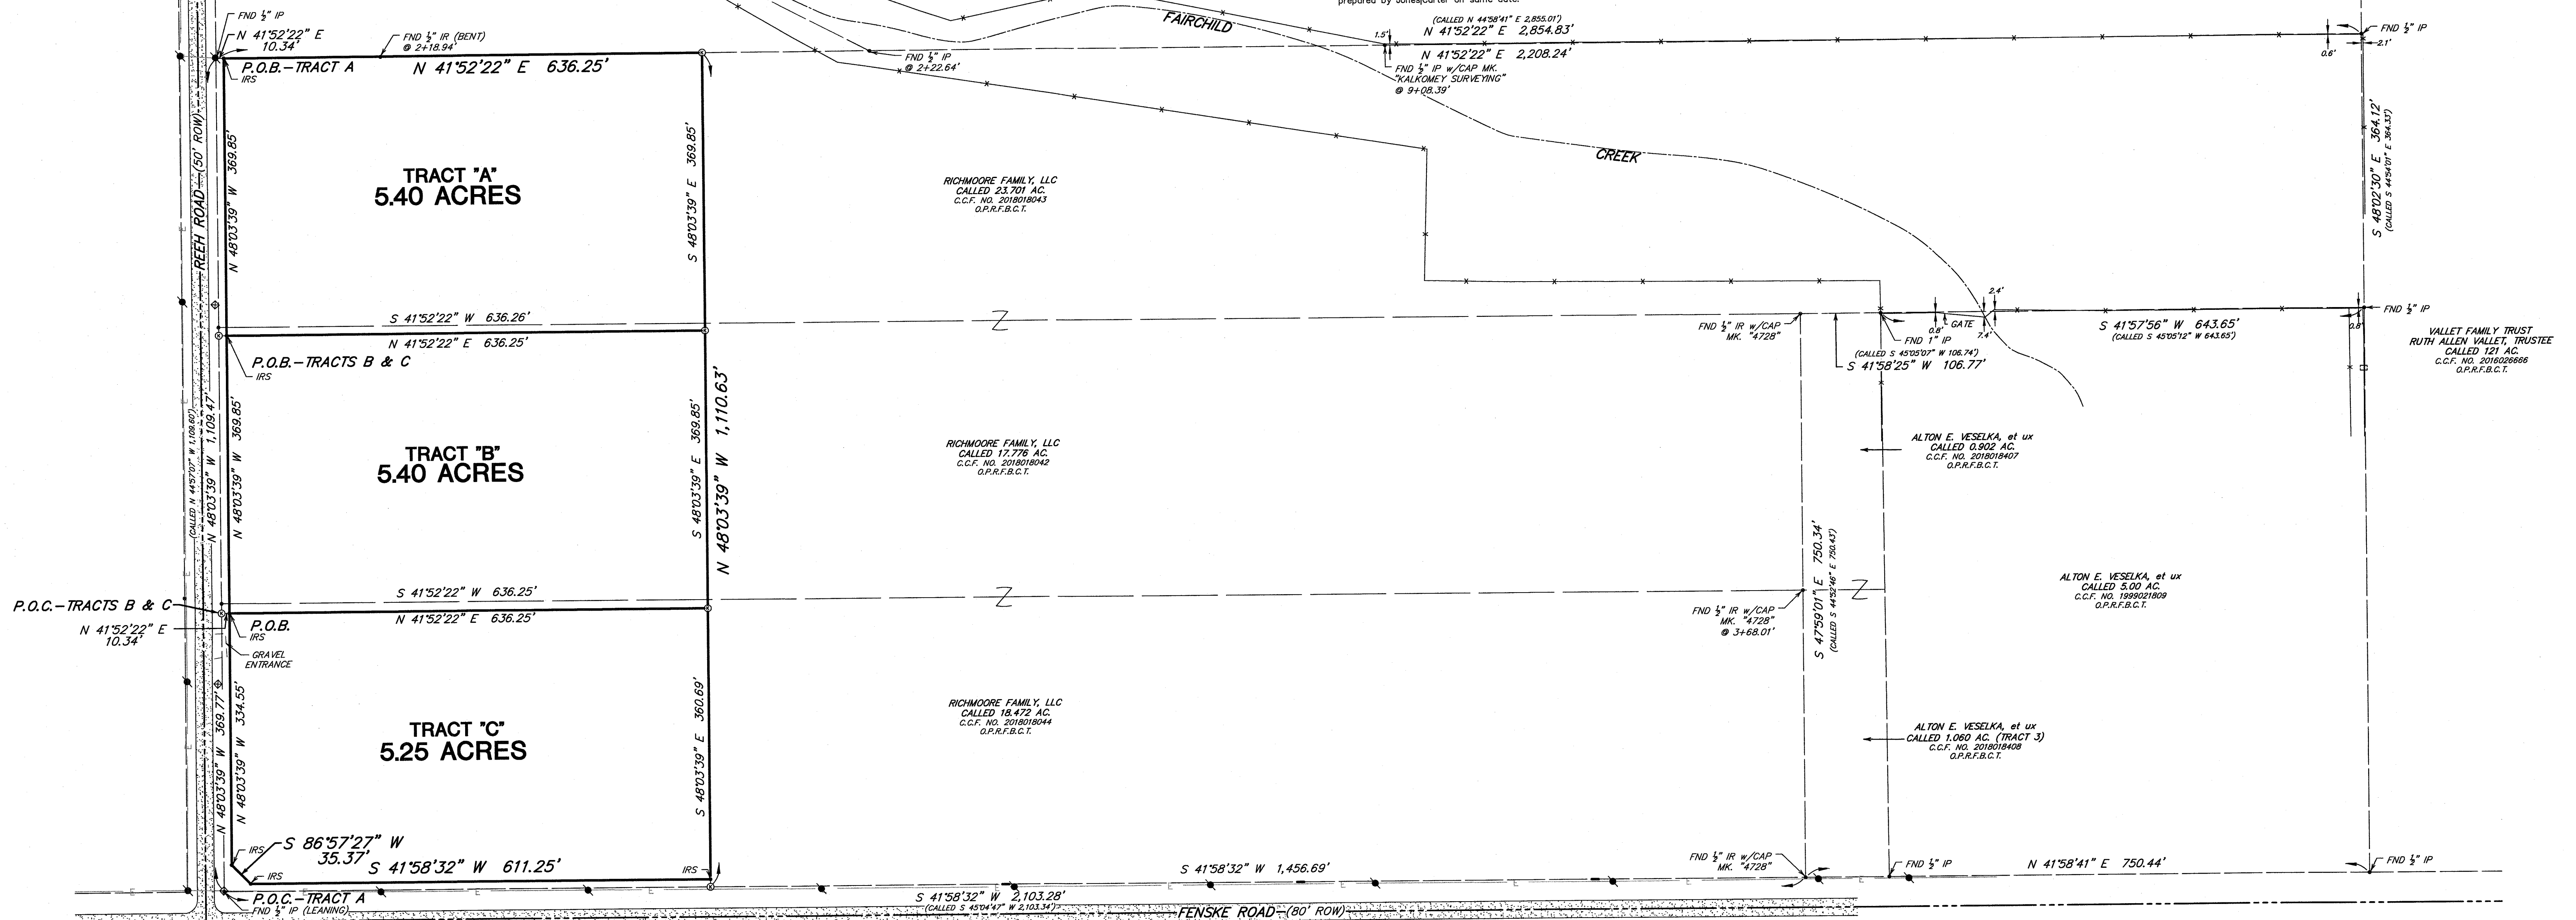 prepared by Jones|Carter on same date.
FND ½" IP
N 41°52'22" E
10.34'
FND ½" IR (BENT)
@ 2+18.94'
P.O.B.-TRACT A
IRS
N 41°52'22" E 636.25'
FND ½" IP
@ 2+22.64'
FAIRCHILD
CREEK
1.5'
(CALLED N 44°58'41" E 2,855.01')
N 41°52'22" E 2,854.83'
N 41°52'22" E 2,208.24'
FND ½" IP w/CAP MK.
"KALKOMEY SURVEYING"
@ 9+08.39'
0.6'
FND ½" IP
2.1'
REEH ROAD-(50' ROW)
N 48°03'39" W 369.85'
TRACT "A"
5.40 ACRES
S 48°03'39" E 369.85'
RICHMOORE FAMILY, LLC
CALLED 23.701 AC.
C.C.F. NO. 2018018043
O.P.R.F.B.C.T.
S 48°02'30" E 364.12'
(CALLED S 44°54'01" E 364.33')
S 41°52'22" W 636.26'
N 41°52'22" E 636.25'
P.O.B.-TRACTS B & C
IRS
Z
FND ½" IR w/CAP
MK. "4728"
FND 1" IP
0.8'
GATE
2.4'
7.4'
(CALLED S 45°05'07" W 106.74')
S 41°58'25" W 106.77'
S 41°57'56" W 643.65'
(CALLED S 45°05'12" W 643.65')
0.8'
FND ½" IP
VALLET FAMILY TRUST
RUTH ALLEN VALLET, TRUSTEE
CALLED 121 AC.
C.C.F. NO. 2016026666
O.P.R.F.B.C.T.
(CALLED N 44°57'07" W 1,109.60')
N 48°03'39" W 1,109.47'
N 48°03'39" W 369.85'
TRACT "B"
5.40 ACRES
S 48°03'39" E 369.85'
N 48°03'39" W 1,110.63'
RICHMOORE FAMILY, LLC
CALLED 17.776 AC.
C.C.F. NO. 2018018042
O.P.R.F.B.C.T.
ALTON E. VESELKA, et ux
CALLED 0.902 AC.
C.C.F. NO. 2018018407
O.P.R.F.B.C.T.
S 47°59'01" E 750.34'
(CALLED S 44°52'46" E 750.43')
ALTON E. VESELKA, et ux
CALLED 5.00 AC.
C.C.F. NO. 1999021809
O.P.R.F.B.C.T.
P.O.C.-TRACTS B & C
N 41°52'22" E
10.34'
S 41°52'22" W 636.25'
N 41°52'22" E 636.25'
P.O.B.
IRS
GRAVEL
ENTRANCE
Z
Z
FND ½" IR w/CAP
MK. "4728"
@ 3+68.01'
N 48°03'39" W 369.77'
N 48°03'39" W 334.55'
TRACT "C"
5.25 ACRES
S 48°03'39" E 360.69'
RICHMOORE FAMILY, LLC
CALLED 18.472 AC.
C.C.F. NO. 2018018044
O.P.R.F.B.C.T.
ALTON E. VESELKA, et ux
CALLED 1.060 AC. (TRACT 3)
C.C.F. NO. 2018018408
O.P.R.F.B.C.T.
IRS
S 86°57'27" W
35.37'
IRS
S 41°58'32" W 611.25'
IRS
S 41°58'32" W 1,456.69'
FND ½" IR w/CAP
MK. "4728"
FND ½" IP
N 41°58'41" E 750.44'
FND ½" IP
P.O.C.-TRACT A
FND ½" IP (LEANING)
S 41°58'32" W 2,103.28'
(CALLED S 45°04'47" W 2,103.34')
FENSKE ROAD-(80' ROW)